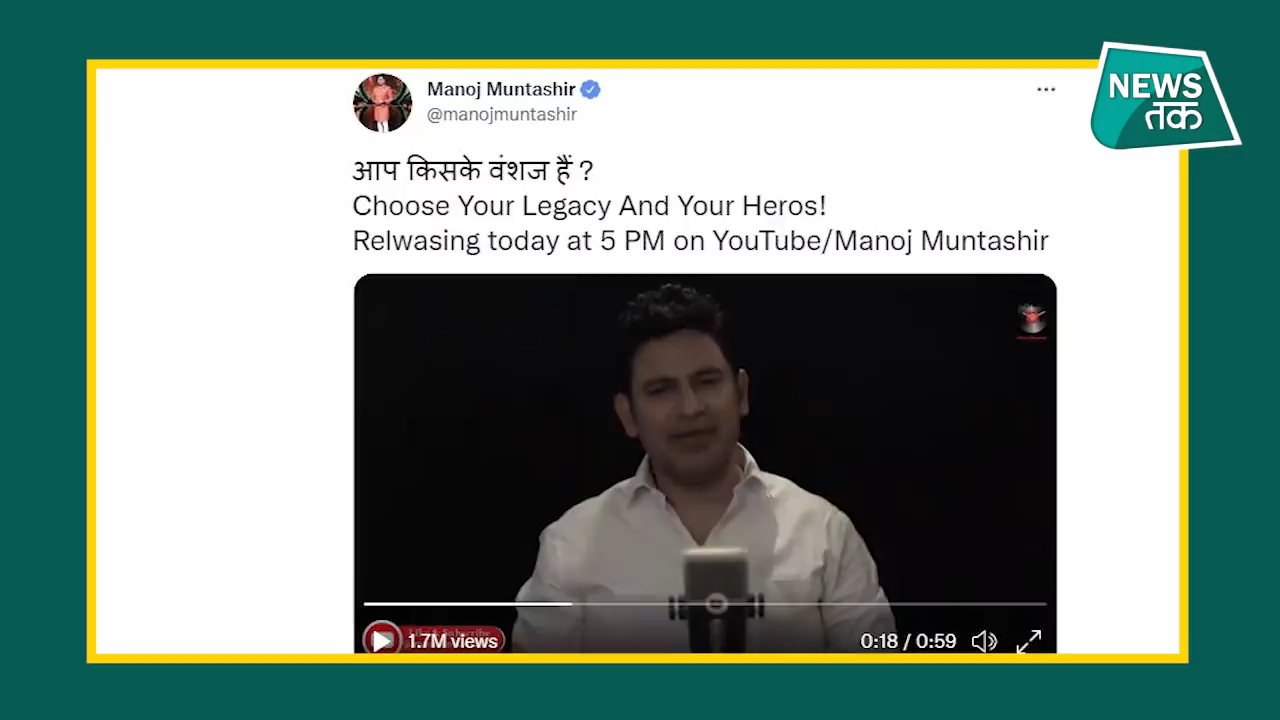 NEWS
तक
Manoj Muntashir
@manojmuntashir
आप किसके वंशज हैं ?
Choose Your Legacy And Your Heros!
Relwasing today at 5 PM on YouTube/Manoj Muntashir
1.7M views
0:18 / 0:59